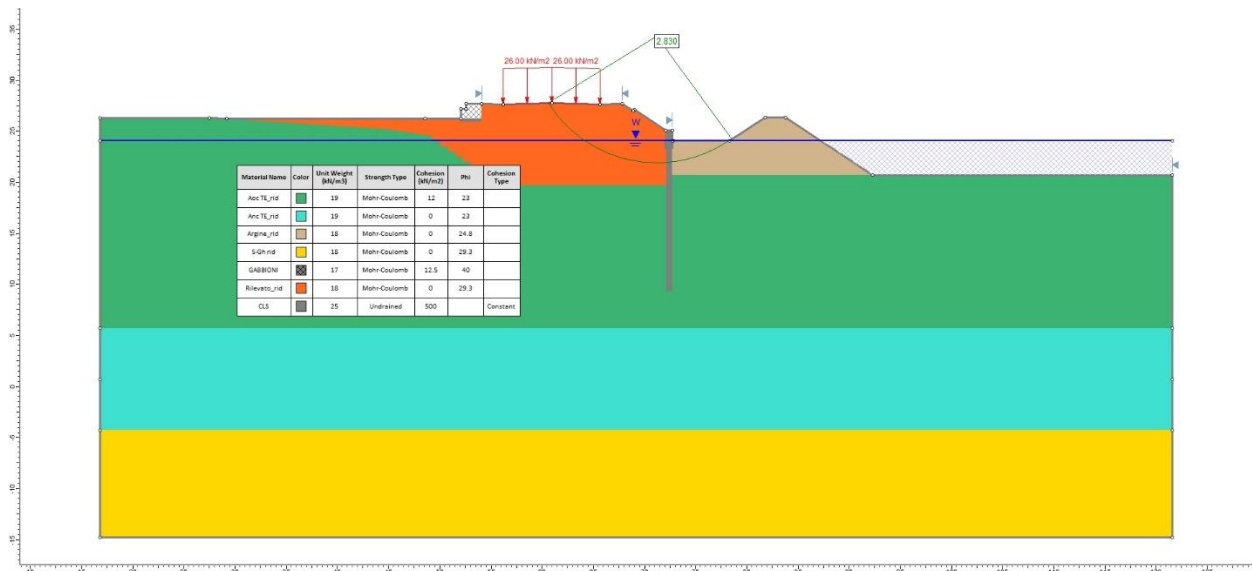 35
30
25
20
15
10
5
0
-5
-10
-15
2.830
26.00 kN/m2 26.00 kN/m2
W
Material Name Color Unit Weight (kN/m3) Strength Type Cohesion (kN/m2) Phi Cohesion Type
Aoc TE_rid 19 Mohr-Coulomb 12 23
Anc TE_rid 19 Mohr-Coulomb 0 23
Argine_rid 18 Mohr-Coulomb 0 24.8
S-Gh rid 18 Mohr-Coulomb 0 29.3
GABBIONI 17 Mohr-Coulomb 12.5 40
Rilevato_rid 18 Mohr-Coulomb 0 29.3
CLS 25 Undrained 500 Constant